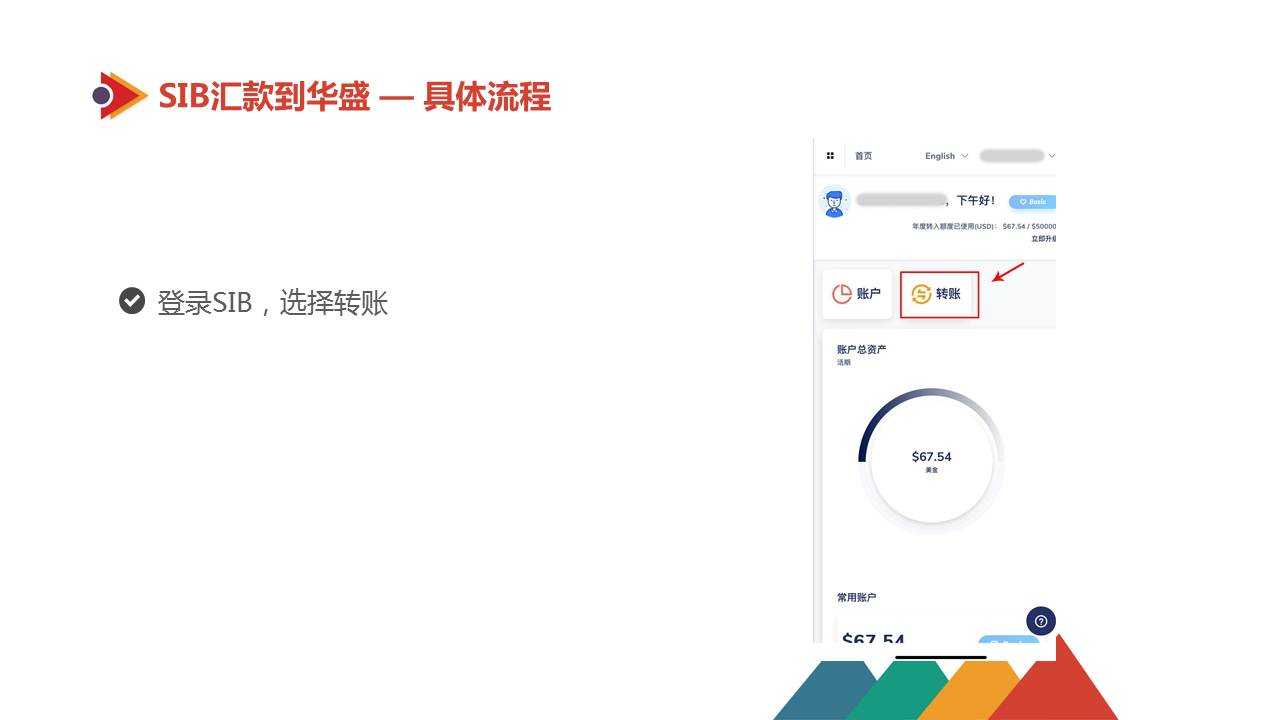 SIB汇款到华盛 — 具体流程
登录SIB，选择转账
首页 English
，下午好！ Basic
年度转入额度已使用(USD)： $67.54 / $50000
立即升级
账户 转账
账户总资产
活期
$67.54
美金
常用账户
$67.54